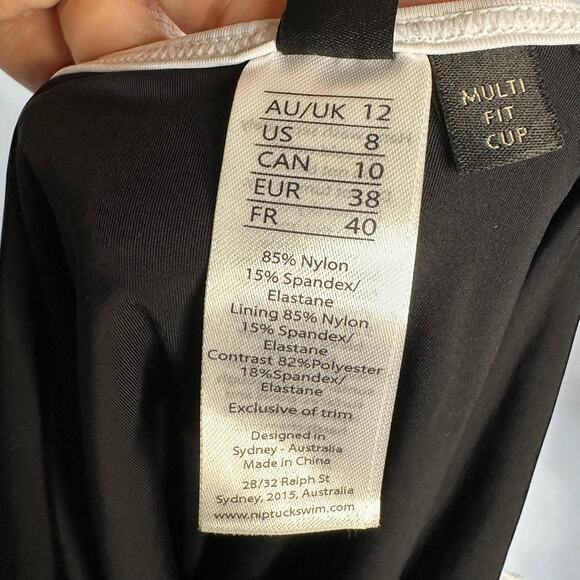 AU/UK 12
US 8
CAN 10
EUR 38
FR 40
85% Nylon
15% Spandex/
Elastane
Lining 85% Nylon
15% Spandex/
Elastane
Contrast 82%Polyester
18%Spandex/
Elastane
Exclusive of trim
Designed in
Sydney - Australia
Made in China
2B/32 Ralph St
Sydney, 2015, Australia
www.niptuckswim.com
MULTI
FIT
CUP